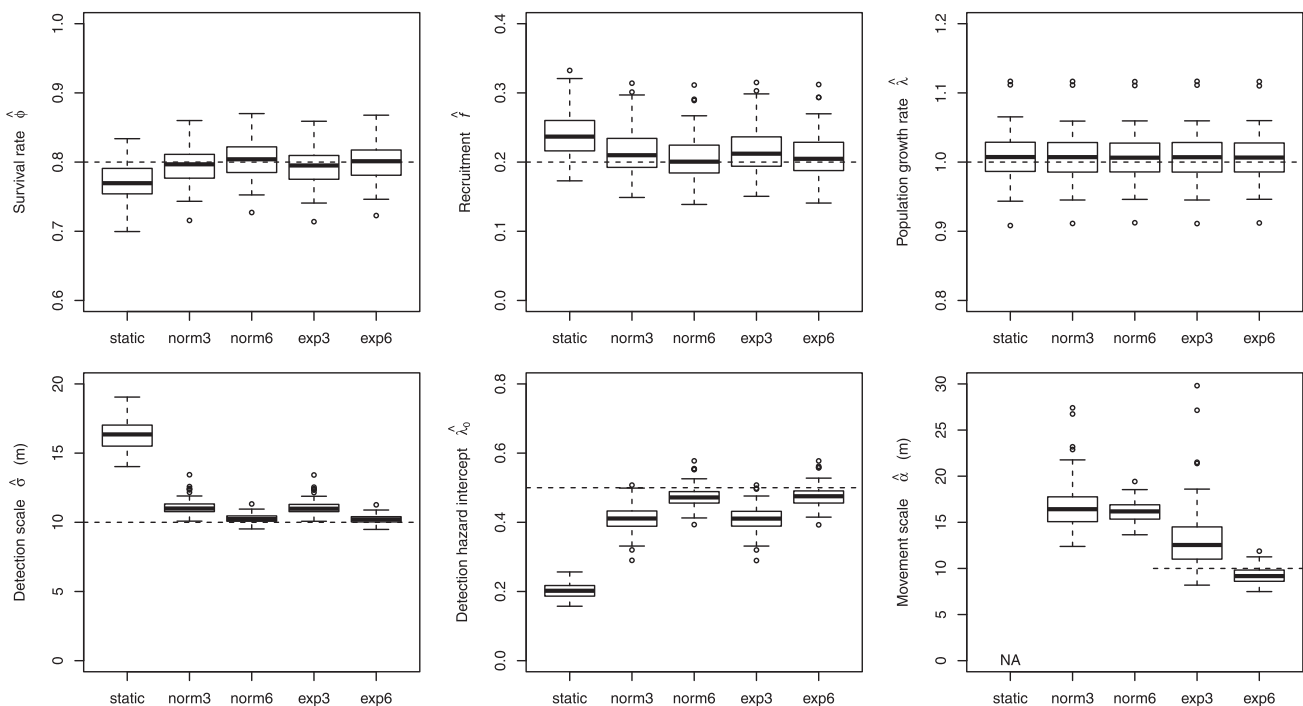 Survival rate φ̂
1.0
0.9
0.8
0.7
0.6
static norm3 norm6 exp3 exp6
Recruitment f̂
0.4
0.3
0.2
0.1
0.0
static norm3 norm6 exp3 exp6
Population growth rate λ̂
1.2
1.1
1.0
0.9
0.8
static norm3 norm6 exp3 exp6
Detection scale σ̂ (m)
20
15
10
5
0
static norm3 norm6 exp3 exp6
Detection hazard intercept λ̂₀
0.8
0.6
0.4
0.2
0.0
static norm3 norm6 exp3 exp6
Movement scale α̂ (m)
30
25
20
15
10
5
0
NA
static norm3 norm6 exp3 exp6